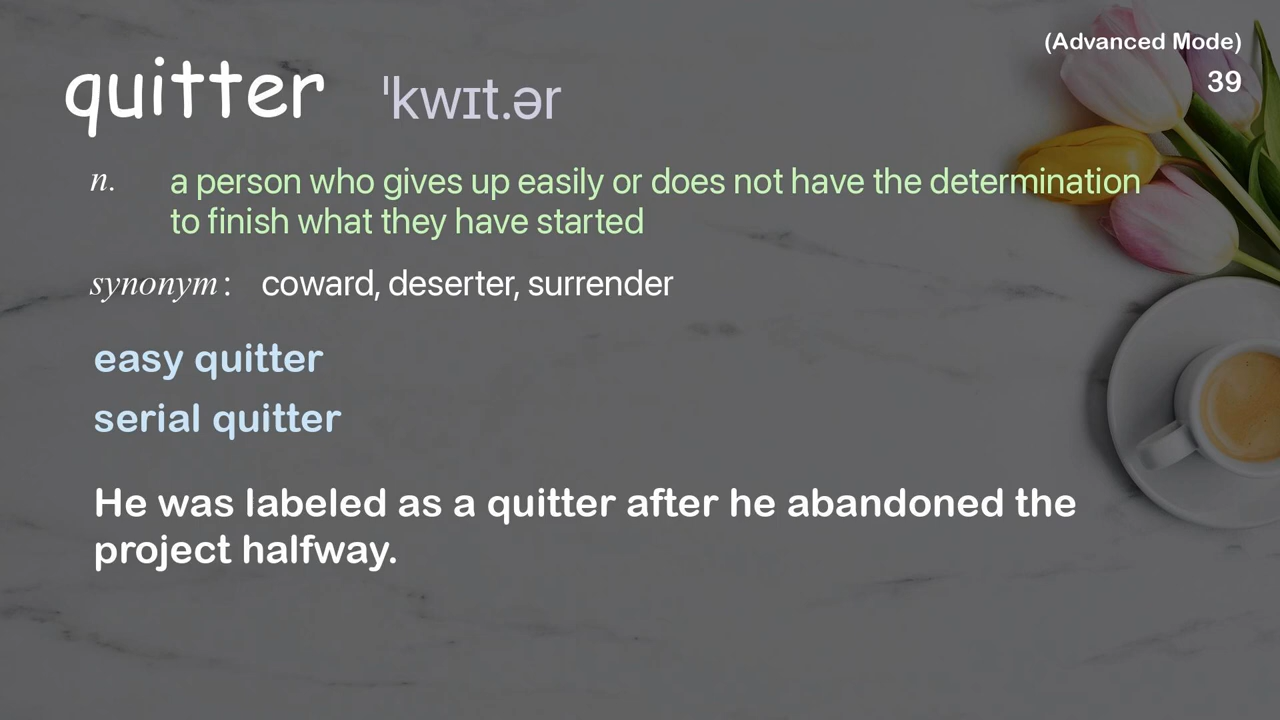 (Advanced Mode)
39
quitter ˈkwɪt.ər
n. a person who gives up easily or does not have the determination
to finish what they have started
synonym: coward, deserter, surrender
easy quitter
serial quitter
He was labeled as a quitter after he abandoned the
project halfway.